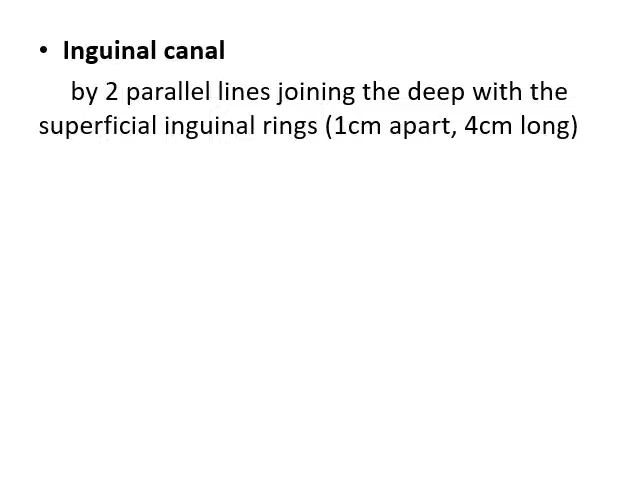 • Inguinal canal
by 2 parallel lines joining the deep with the
superficial inguinal rings (1cm apart, 4cm long)